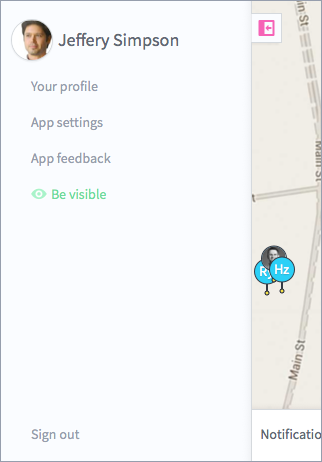 Jeffery Simpson
Your profile
App settings
App feedback
Be visible
Main St
Hz
Main St
Sign out
Notificatio